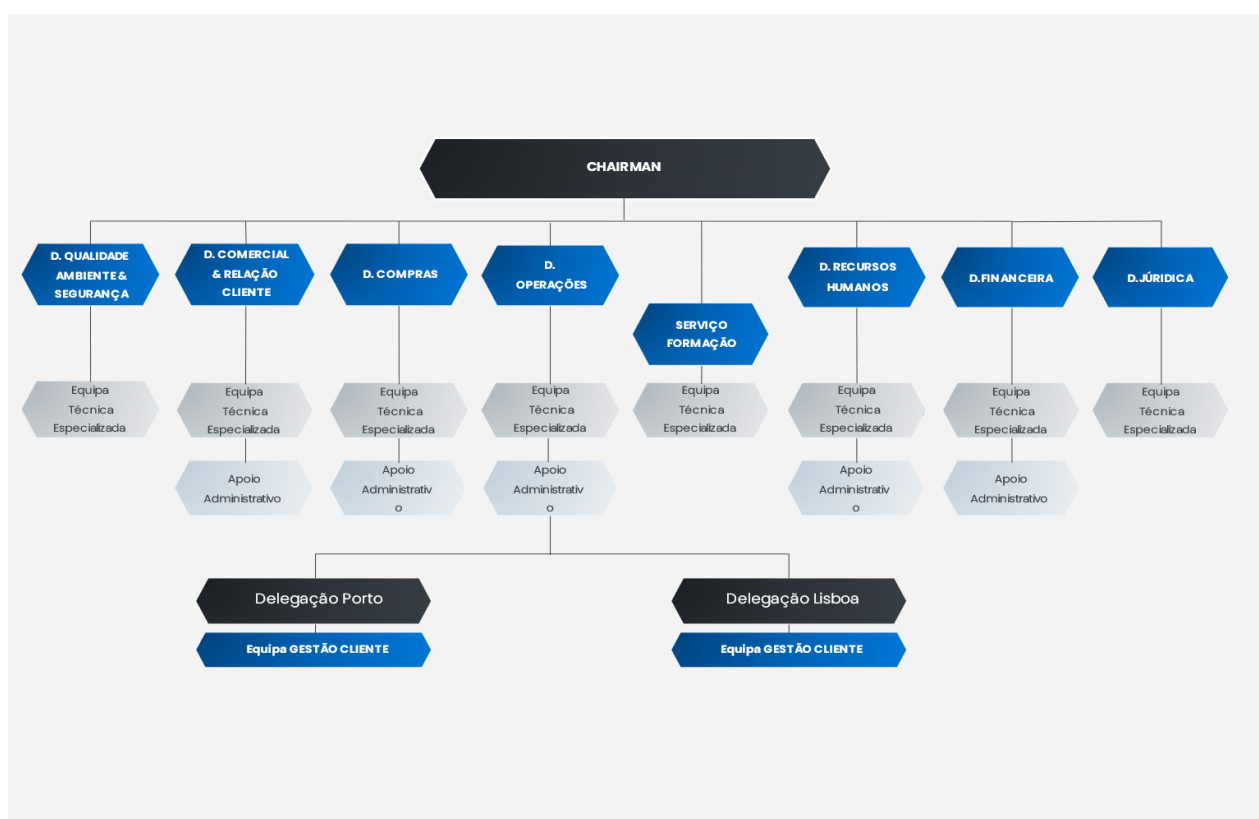 CHAIRMAN
D. QUALIDADE
AMBIENTE &
SEGURANÇA
D. COMERCIAL
& RELAÇÃO
CLIENTE
D. COMPRAS
D.
OPERAÇÕES
SERVIÇO
FORMAÇÃO
D. RECURSOS
HUMANOS
D.FINANCEIRA
D.JÚRIDICA
Equipa
Técnica
Especializada
Equipa
Técnica
Especializada
Equipa
Técnica
Especializada
Equipa
Técnica
Especializada
Equipa
Técnica
Especializada
Equipa
Técnica
Especializada
Equipa
Técnica
Especializada
Equipa
Técnica
Especializada
Apoio
Administrativo
Apoio
Administrativ
o
Apoio
Administrativ
o
Apoio
Administrativ
o
Apoio
Administrativo
Delegação Porto
Equipa GESTÃO CLIENTE
Delegação Lisboa
Equipa GESTÃO CLIENTE